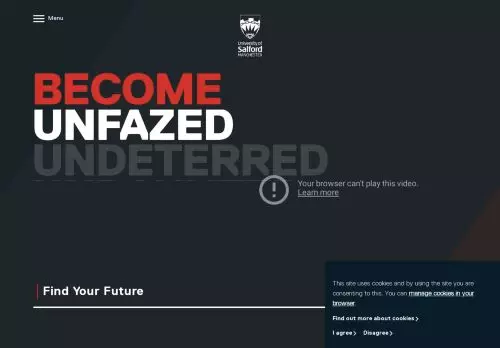 Menu
University of
Salford
MANCHESTER
BECOME
UNFAZED
UNDETERRED
Your browser can't play this video.
Learn more
Find Your Future
This site uses cookies and by using the site you are
consenting to this. You can manage cookies in your
browser.
Find out more about cookies
I agree
Disagree